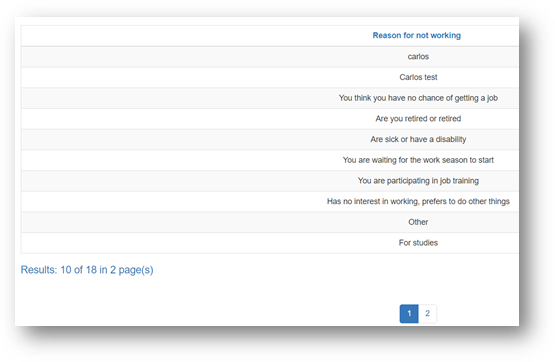 Reason for not working
carlos
Carlos test
You think you have no chance of getting a job
Are you retired or retired
Are sick or have a disability
You are waiting for the work season to start
You are participating in job training
Has no interest in working, prefers to do other things
Other
For studies
Results: 10 of 18 in 2 page(s)
1 2